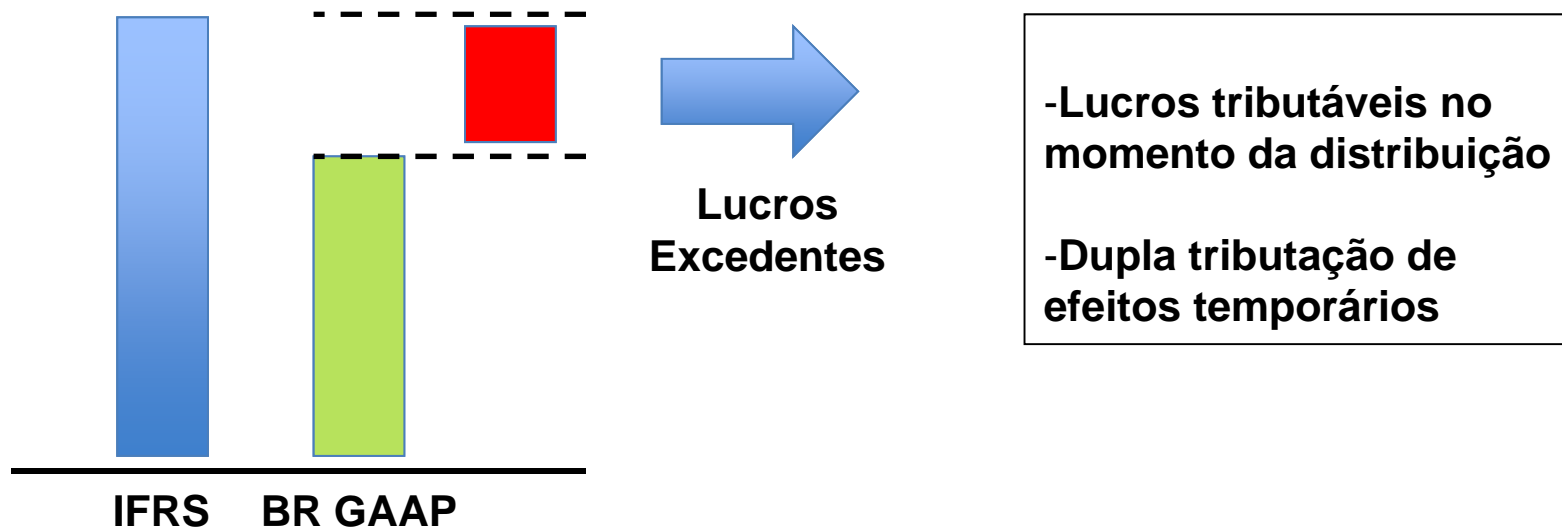 IFRS
BR GAAP
Lucros
Excedentes
-Lucros tributáveis no
momento da distribuição
-Dupla tributação de
efeitos temporários